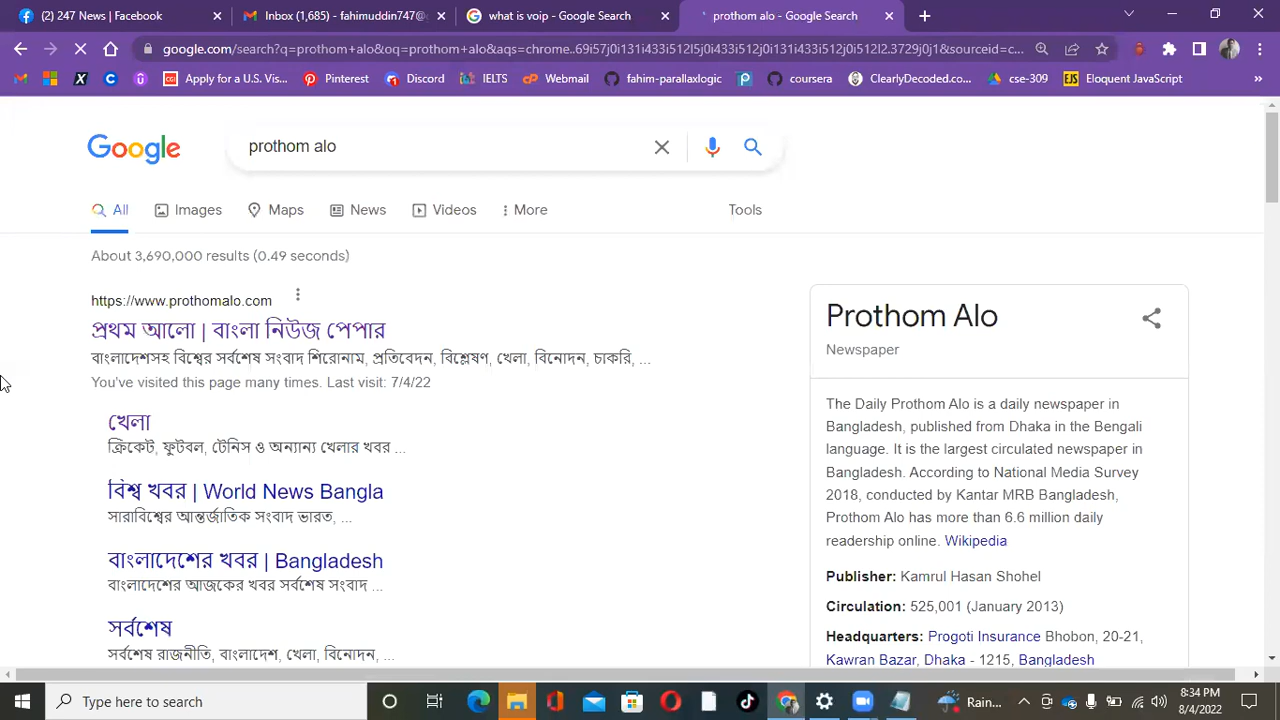 (2) 247 News | Facebook
Inbox (1,685) - fahimuddin747@g
what is voip - Google Search
prothom alo - Google Search
google.com/search?q=prothom+alo&oq=prothom+alo&aqs=chrome..69i57j0i131i433i512l5j0i433i512j0i131i433i512j0i512l2.3729j0j1&sourceid=c...
Apply for a U.S. Vis...
Pinterest
Discord
IELTS
Webmail
fahim-parallaxlogic
coursera
ClearlyDecoded.co...
cse-309
EJS
Eloquent JavaScript
»
Google
prothom alo
All
Images
Maps
News
Videos
More
Tools
About 3,690,000 results (0.49 seconds)
https://www.prothomalo.com
প্রথম আলো | বাংলা নিউজ পেপার
বাংলাদেশসহ বিশ্বের সর্বশেষ সংবাদ শিরোনাম, প্রতিবেদন, বিশ্লেষণ, খেলা, বিনোদন, চাকরি, ...
You've visited this page many times. Last visit: 7/4/22
খেলা
ক্রিকেট, ফুটবল, টেনিস ও অন্যান্য খেলার খবর ...
বিশ্ব খবর | World News Bangla
সারাবিশ্বের আন্তর্জাতিক সংবাদ ভারত, ...
বাংলাদেশের খবর | Bangladesh
বাংলাদেশের আজকের খবর সর্বশেষ সংবাদ ...
সর্বশেষ
সর্বশেষ রাজনীতি, বাংলাদেশ, খেলা, বিনোদন, ...
Prothom Alo
Newspaper
The Daily Prothom Alo is a daily newspaper in
Bangladesh, published from Dhaka in the Bengali
language. It is the largest circulated newspaper in
Bangladesh. According to National Media Survey
2018, conducted by Kantar MRB Bangladesh,
Prothom Alo has more than 6.6 million daily
readership online. Wikipedia
Publisher: Kamrul Hasan Shohel
Circulation: 525,001 (January 2013)
Headquarters: Progoti Insurance Bhobon, 20-21,
Kawran Bazar, Dhaka - 1215, Bangladesh
Type here to search
Rain...
8:34 PM
8/4/2022